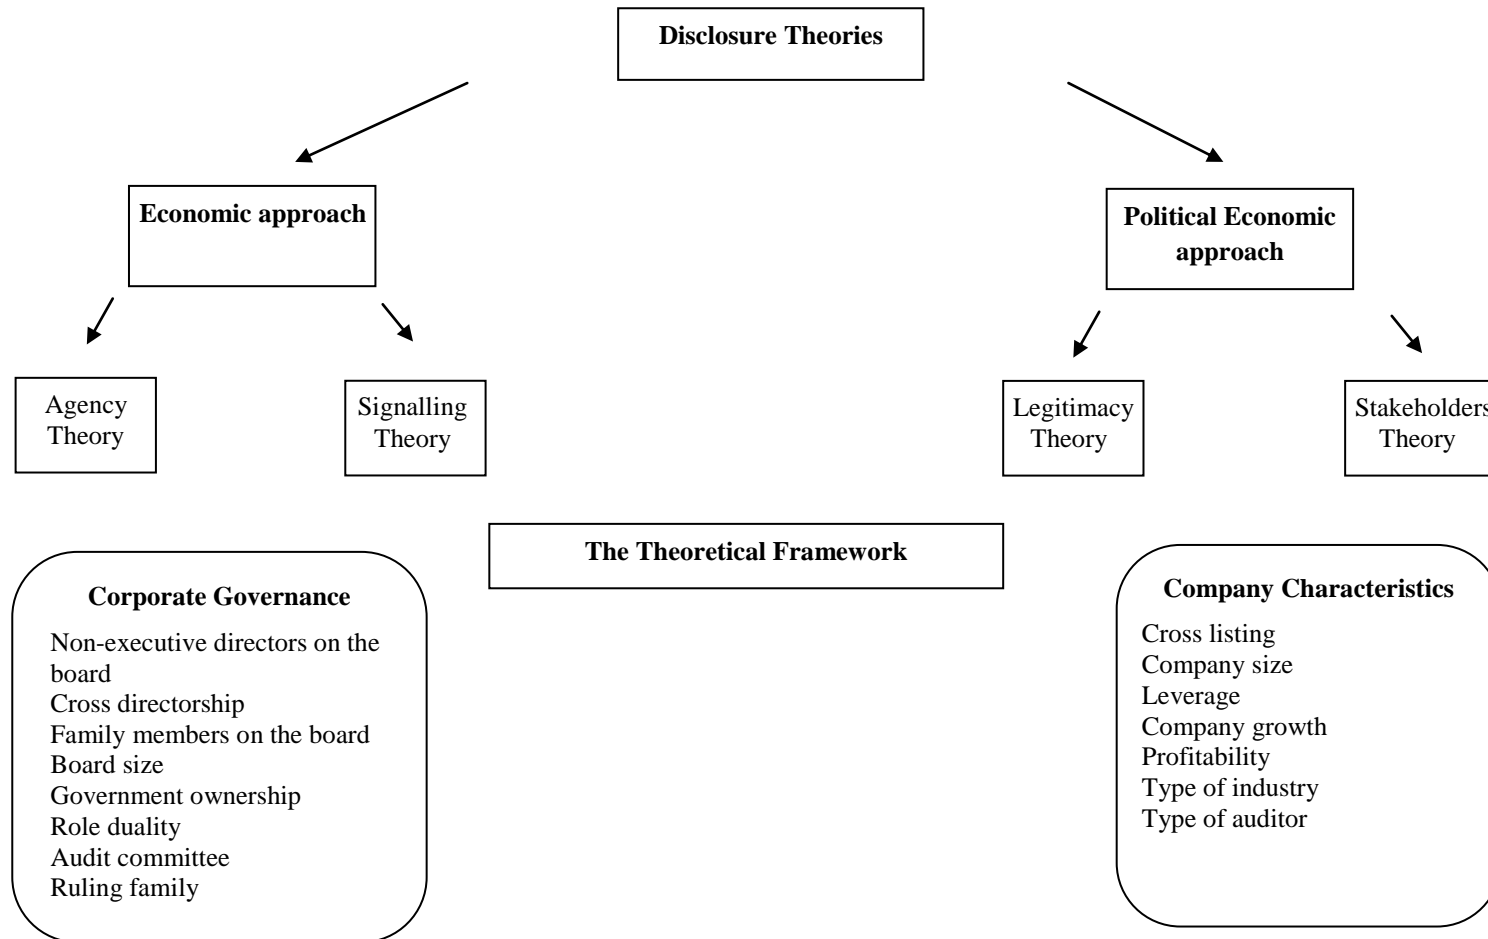 Disclosure Theories
Economic approach
Political Economic
approach
Agency
Theory
Signalling
Theory
Legitimacy
Theory
Stakeholders
Theory
The Theoretical Framework
Corporate Governance
Non-executive directors on the
board
Cross directorship
Family members on the board
Board size
Government ownership
Role duality
Audit committee
Ruling family
Company Characteristics
Cross listing
Company size
Leverage
Company growth
Profitability
Type of industry
Type of auditor